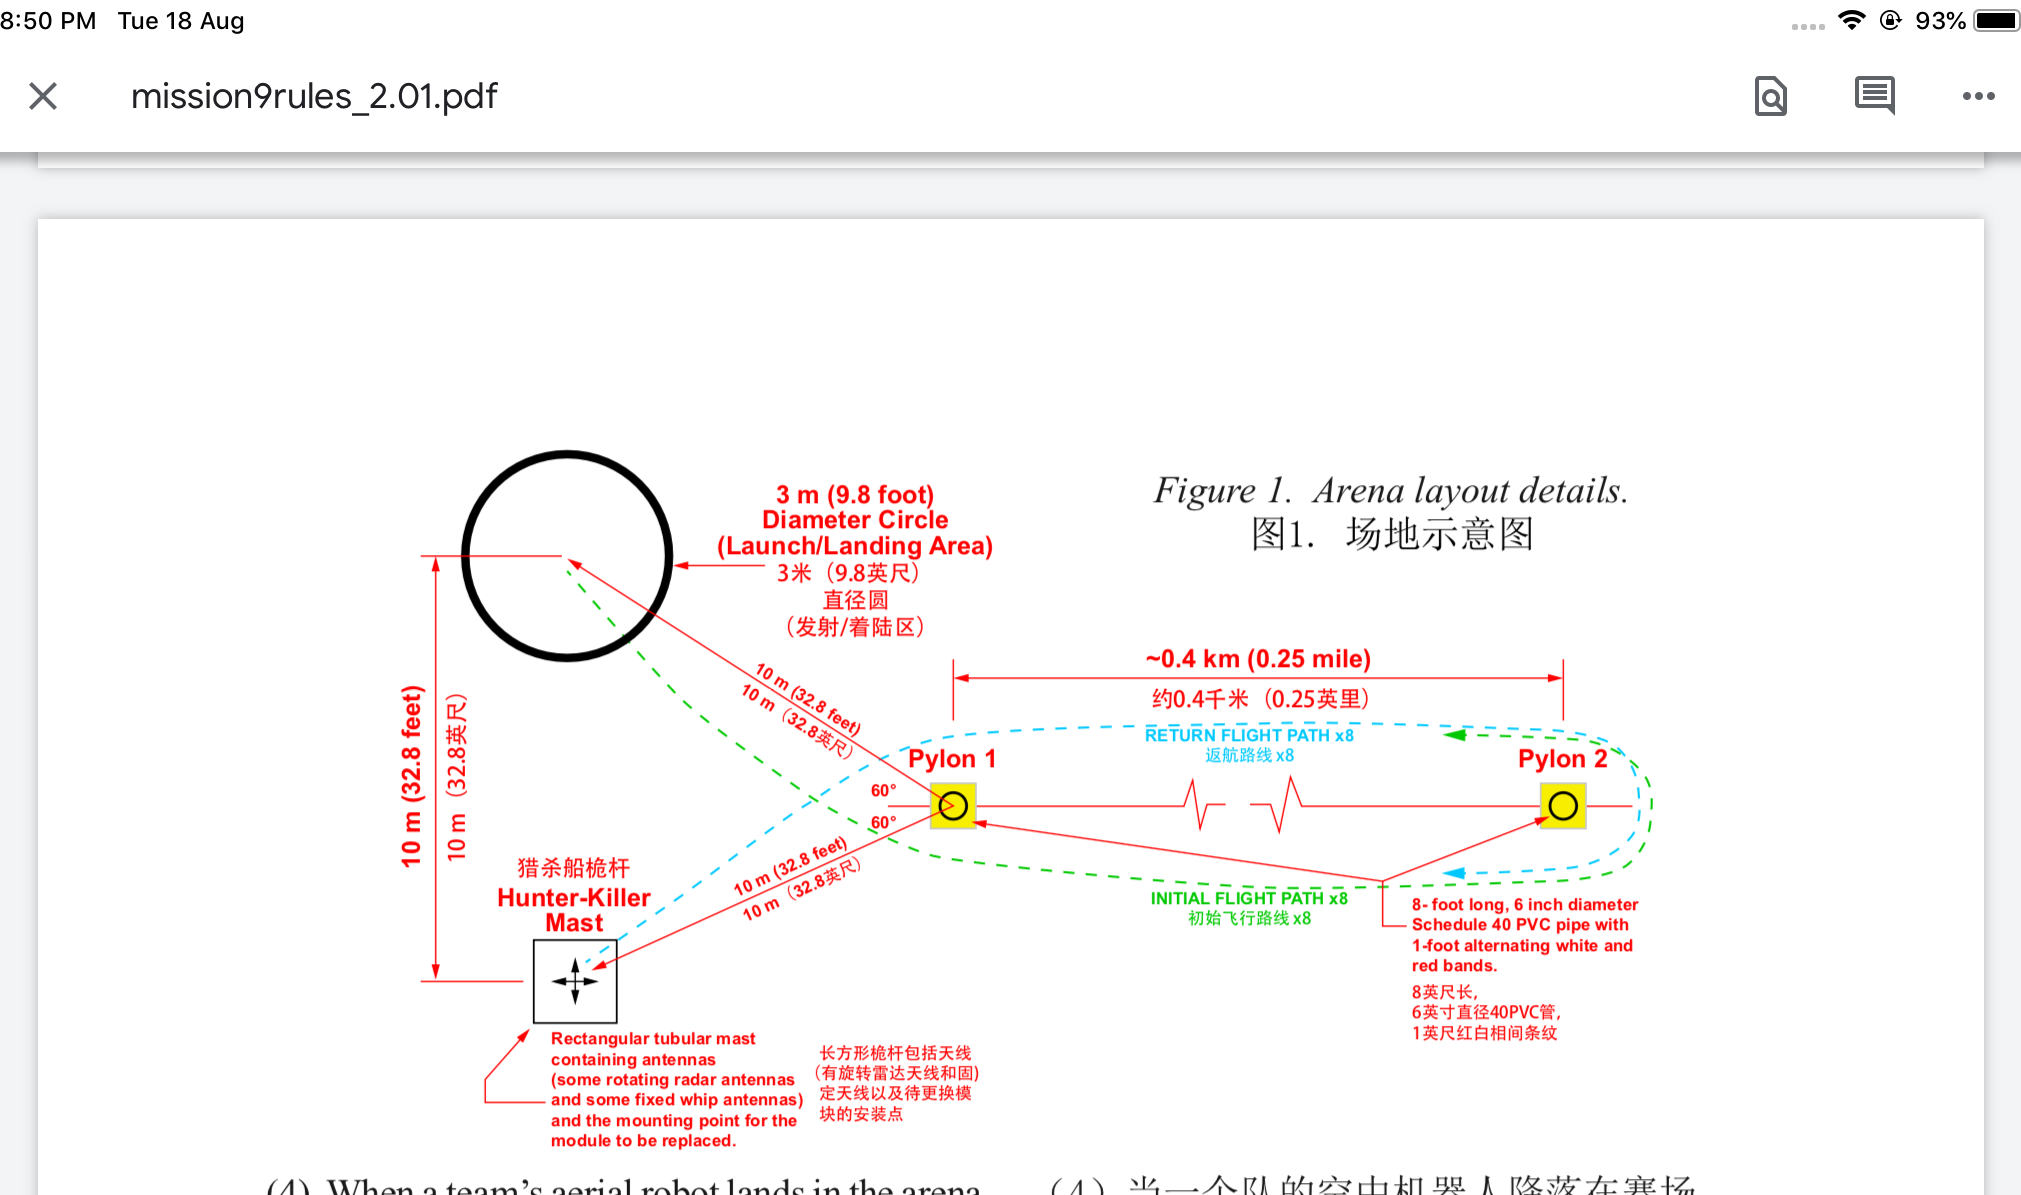 8:50 PM Tue 18 Aug
93%
mission9rules_2.01.pdf
Figure 1. Arena layout details.
图1. 场地示意图
3 m (9.8 foot)
Diameter Circle
(Launch/Landing Area)
3米（9.8英尺）
直径圆
（发射/着陆区）
~0.4 km (0.25 mile)
约0.4千米（0.25英里）
10 m (32.8 feet)
10 m（32.8英尺）
10 m (32.8 feet)
10 m（32.8英尺）
RETURN FLIGHT PATH x8
返航路线 x8
Pylon 1
Pylon 2
60°
60°
10 m (32.8 feet)
10 m（32.8英尺）
猎杀船桅杆
Hunter-Killer
Mast
INITIAL FLIGHT PATH x8
初始飞行路线 x8
8- foot long, 6 inch diameter
Schedule 40 PVC pipe with
1-foot alternating white and
red bands.
8英尺长，
6英寸直径40PVC管，
1英尺红白相间条纹
Rectangular tubular mast
containing antennas
(some rotating radar antennas
and some fixed whip antennas)
and the mounting point for the
module to be replaced.
长方形桅杆包括天线
（有旋转雷达天线和固）
定天线以及待更换模
块的安装点
(4) When a team's aerial robot lands in the arena
（4）当一个队的空中机器人降落在赛场